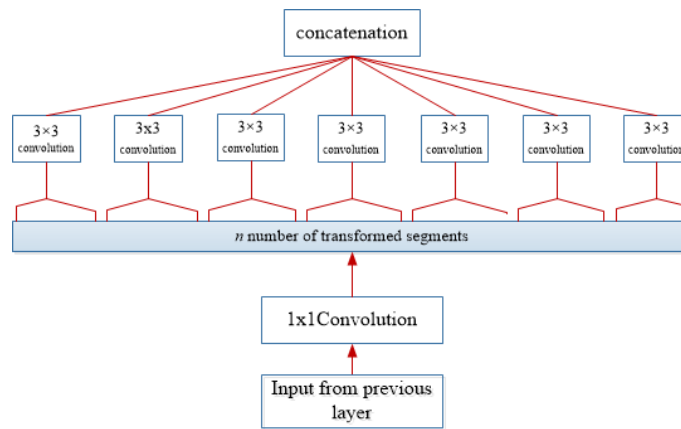 concatenation
3×3
convolution
3x3
convolution
3×3
convolution
3×3
convolution
3×3
convolution
3×3
convolution
3×3
convolution
n number of transformed segments
1x1Convolution
Input from previous
layer